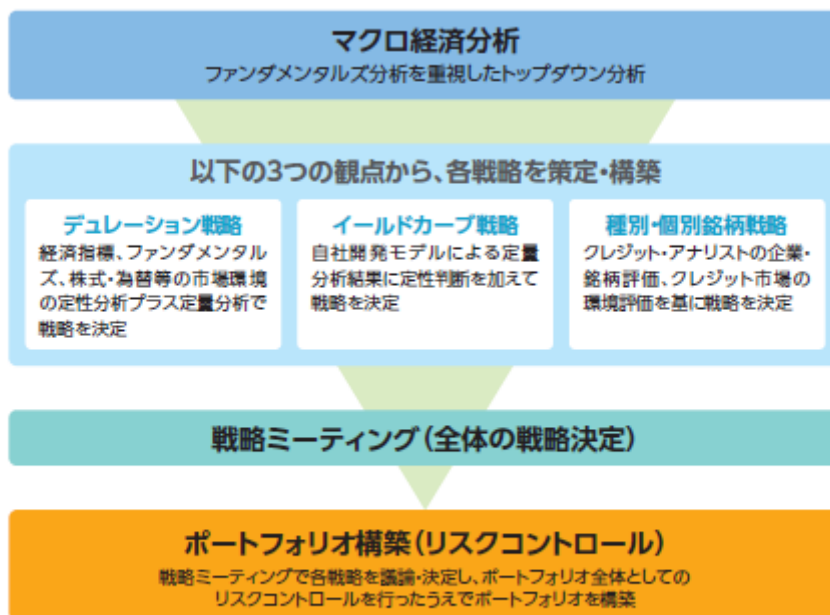 マクロ経済分析
ファンダメンタルズ分析を重視したトップダウン分析
以下の3つの観点から、各戦略を策定・構築
デュレーション戦略
経済指標、ファンダメンタル
ズ、株式・為替等の市場環境
の定性分析プラス定量分析で
戦略を決定
イールドカーブ戦略
自社開発モデルによる定量
分析結果に定性判断を加えて
戦略を決定
種別・個別銘柄戦略
クレジット・アナリストの企業・
銘柄評価、クレジット市場の
環境評価を基に戦略を決定
戦略ミーティング(全体の戦略決定)
ポートフォリオ構築(リスクコントロール)
戦略ミーティングで各戦略を議論・決定し、ポートフォリオ全体としての
リスクコントロールを行ったうえでポートフォリオを構築